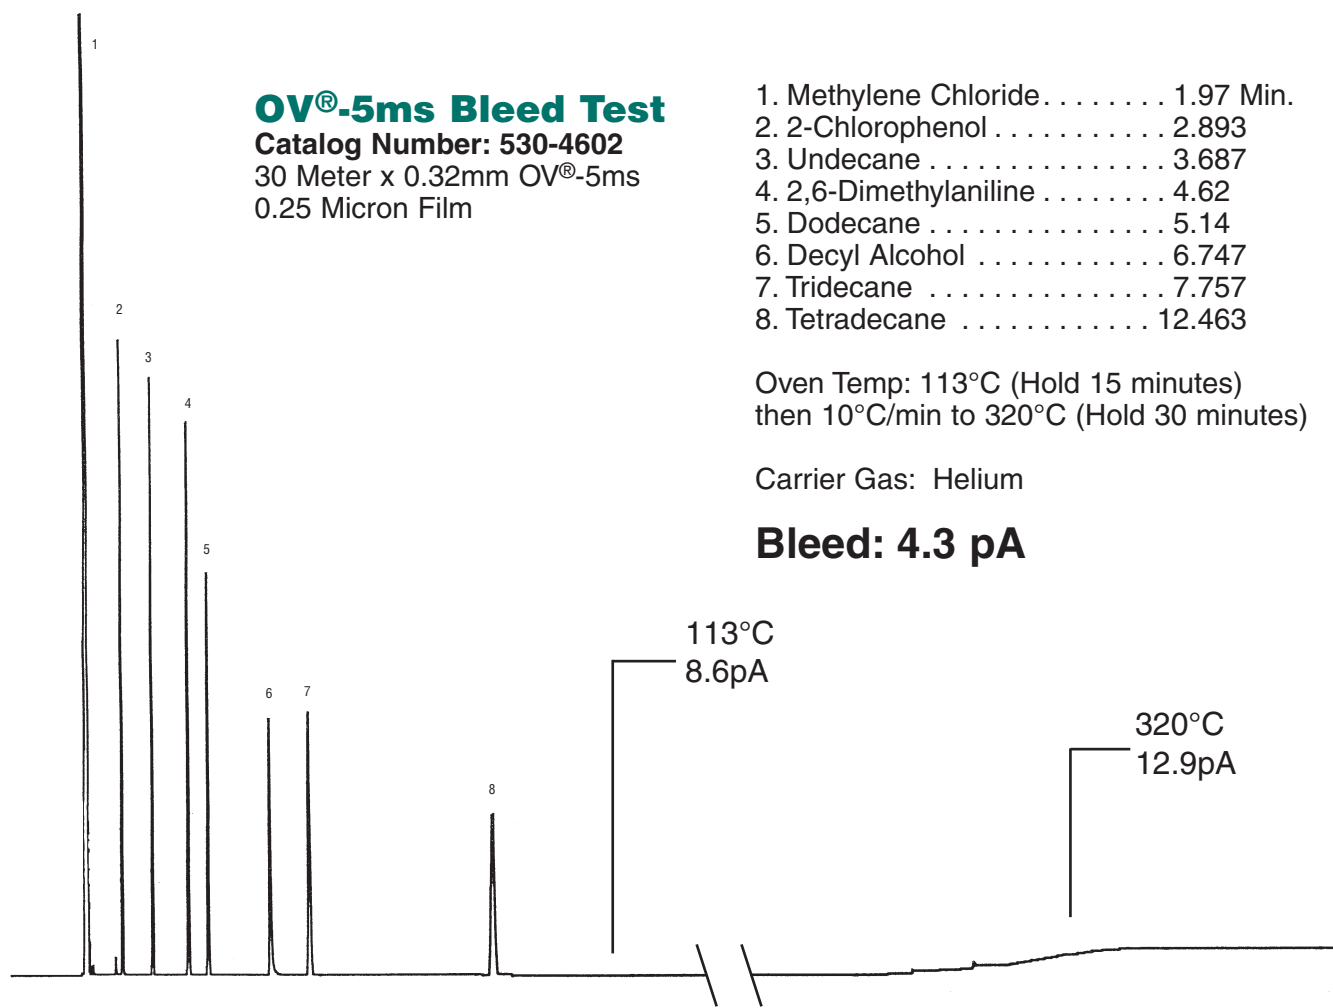 1
OV®-5ms Bleed Test
Catalog Number: 530-4602
30 Meter x 0.32mm OV®-5ms
0.25 Micron Film
1. Methylene Chloride. . . . . . . . 1.97 Min.
2. 2-Chlorophenol . . . . . . . . . . . 2.893
3. Undecane . . . . . . . . . . . . . . . 3.687
4. 2,6-Dimethylaniline . . . . . . . . 4.62
5. Dodecane . . . . . . . . . . . . . . . 5.14
6. Decyl Alcohol . . . . . . . . . . . . 6.747
7. Tridecane . . . . . . . . . . . . . . . 7.757
8. Tetradecane . . . . . . . . . . . . 12.463
Oven Temp: 113°C (Hold 15 minutes)
then 10°C/min to 320°C (Hold 30 minutes)
Carrier Gas: Helium
Bleed: 4.3 pA
2
3
4
5
6
7
8
113°C
8.6pA
320°C
12.9pA